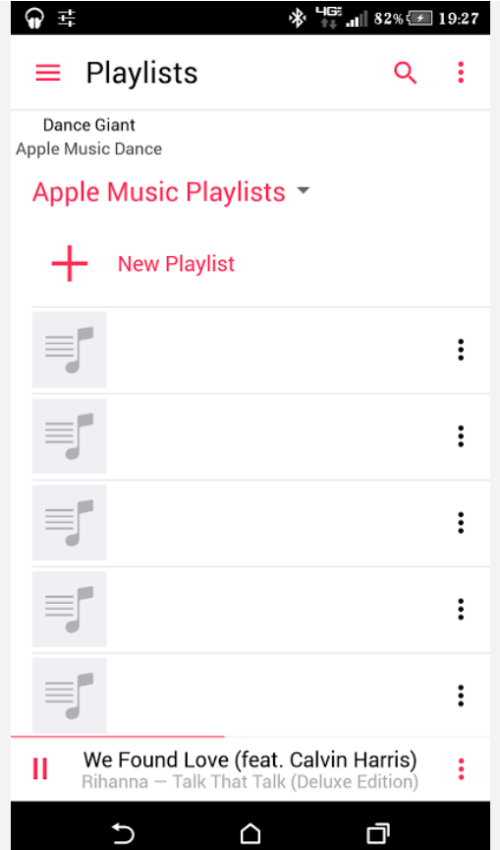 4G 82% 19:27
Playlists
Dance Giant
Apple Music Dance
Apple Music Playlists
New Playlist
We Found Love (feat. Calvin Harris)
Rihanna — Talk That Talk (Deluxe Edition)